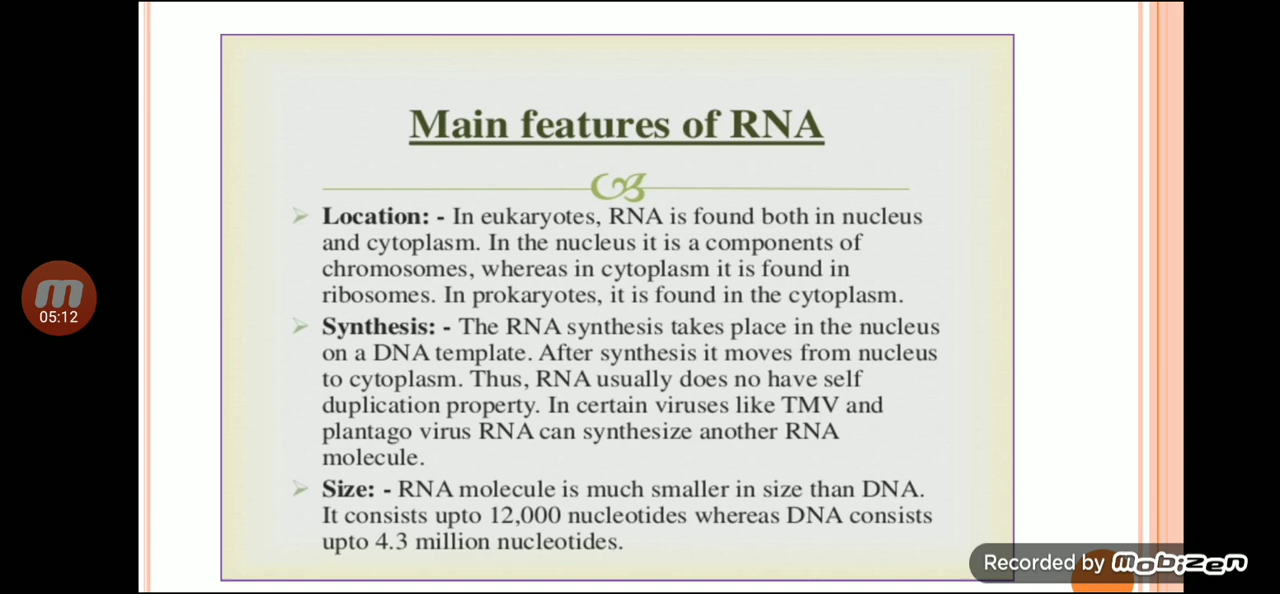 Main features of RNA
Location: - In eukaryotes, RNA is found both in nucleus
and cytoplasm. In the nucleus it is a components of
chromosomes, whereas in cytoplasm it is found in
ribosomes. In prokaryotes, it is found in the cytoplasm.
Synthesis: - The RNA synthesis takes place in the nucleus
on a DNA template. After synthesis it moves from nucleus
to cytoplasm. Thus, RNA usually does no have self
duplication property. In certain viruses like TMV and
plantago virus RNA can synthesize another RNA
molecule.
Size: - RNA molecule is much smaller in size than DNA.
It consists upto 12,000 nucleotides whereas DNA consists
upto 4.3 million nucleotides.
05:12
Recorded by Mobizen